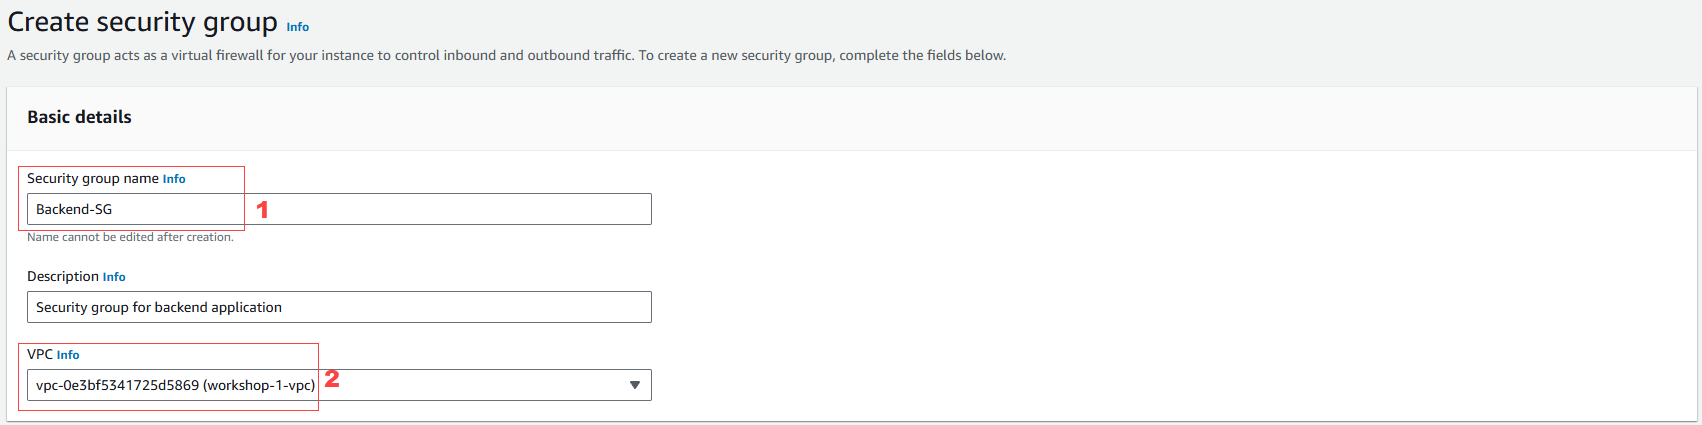 Create security group Info
A security group acts as a virtual firewall for your instance to control inbound and outbound traffic. To create a new security group, complete the fields below.
Basic details
Security group name Info
Backend-SG
1
Name cannot be edited after creation.
Description Info
Security group for backend application
VPC Info
vpc-0e3bf5341725d5869 (workshop-1-vpc)
2